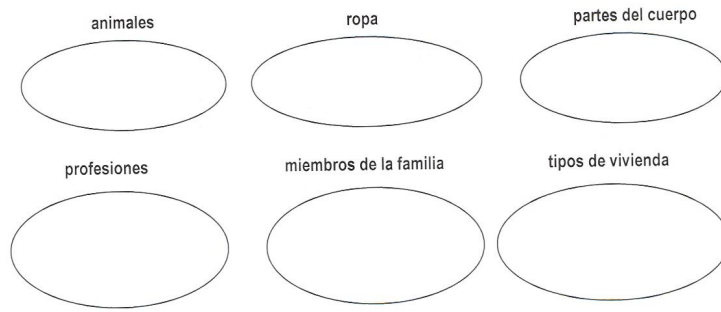 animales
ropa
partes del cuerpo
profesiones
miembros de la familia
tipos de vivienda